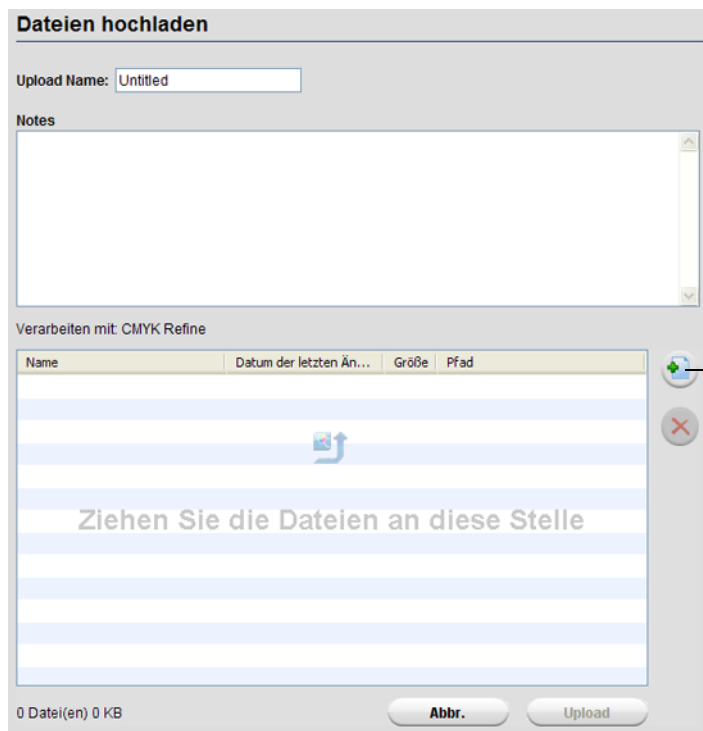 Dateien hochladen
Upload Name: Untitled
Notes
Verarbeiten mit: CMYK Refine
Name Datum der letzten Än... Größe Pfad
Ziehen Sie die Dateien an diese Stelle
0 Datei(en) 0 KB Abbr. Upload